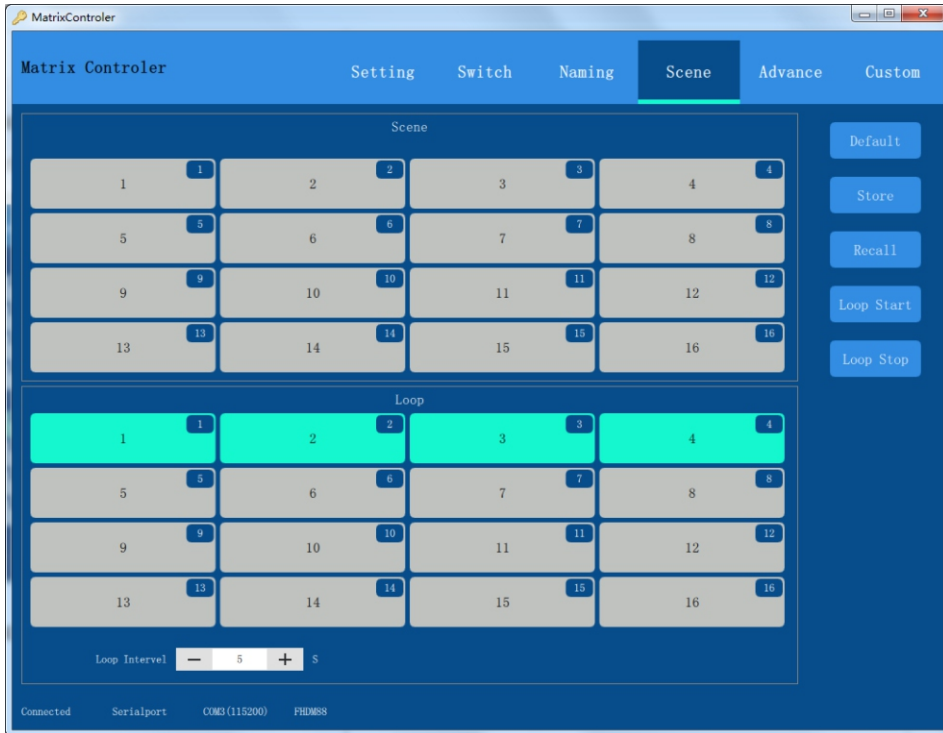 MatrixControler
Matrix Controler
Setting Switch Naming Scene Advance Custom
Scene
1 1 2 2 3 3 4 4
5 5 6 6 7 7 8 8
9 9 10 10 11 11 12 12
13 13 14 14 15 15 16 16
Default
Store
Recall
Loop Start
Loop Stop
Loop
1 1 2 2 3 3 4 4
5 5 6 6 7 7 8 8
9 9 10 10 11 11 12 12
13 13 14 14 15 15 16 16
Loop Intervel — 5 + S
Connected Serialport COM3(115200) FHDM88